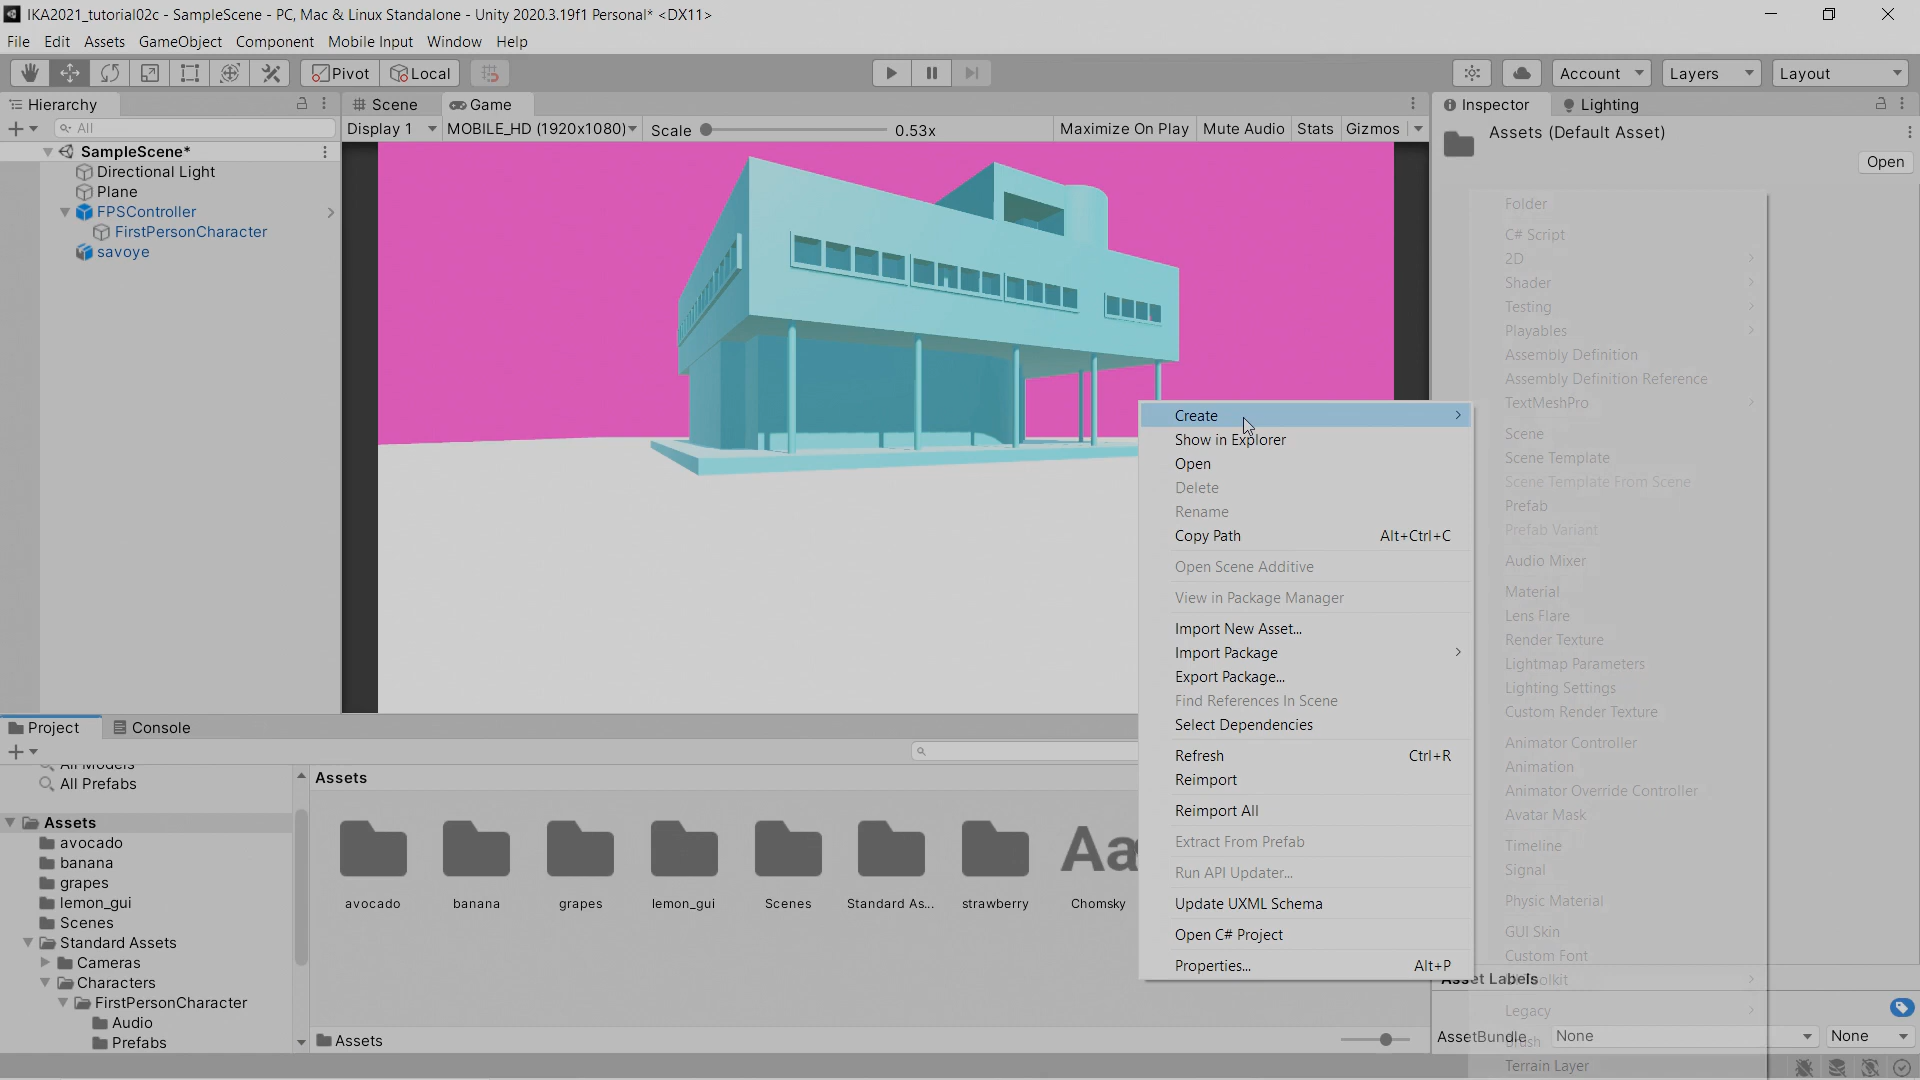 IKA2021_tutorial02c - SampleScene - PC, Mac & Linux Standalone - Unity 2020.3.19f1 Personal* <DX11>
File Edit Assets GameObject Component Mobile Input Window Help
Pivot Local Account Layers Layout
Hierarchy
All
SampleScene*
Directional Light
Plane
FPSController
FirstPersonCharacter
savoye
Scene Game
Display 1 MOBILE_HD (1920x1080) Scale 0.53x Maximize On Play Mute Audio Stats Gizmos
Inspector Lighting
Assets (Default Asset)
Open
Create
Show in Explorer
Open
Delete
Rename
Copy Path Alt+Ctrl+C
Open Scene Additive
View in Package Manager
Import New Asset...
Import Package
Export Package...
Find References In Scene
Select Dependencies
Refresh Ctrl+R
Reimport
Reimport All
Extract From Prefab
Run API Updater...
Update UXML Schema
Open C# Project
Properties... Alt+P
Folder
C# Script
2D
Shader
Testing
Playables
Assembly Definition
Assembly Definition Reference
TextMeshPro
Scene
Scene Template
Scene Template From Scene
Prefab
Prefab Variant
Audio Mixer
Material
Lens Flare
Render Texture
Lightmap Parameters
Lighting Settings
Custom Render Texture
Animator Controller
Animation
Animator Override Controller
Avatar Mask
Timeline
Signal
Physic Material
GUI Skin
Custom Font
Legacy
Brush
Terrain Layer
Asset Labels
AssetBundle None None
Project Console
All Models
All Prefabs
Assets
avocado
banana
grapes
lemon_gui
Scenes
Standard Assets
Cameras
Characters
FirstPersonCharacter
Audio
Prefabs
Assets
Aa
avocado banana grapes lemon_gui Scenes Standard As... strawberry Chomsky
Assets